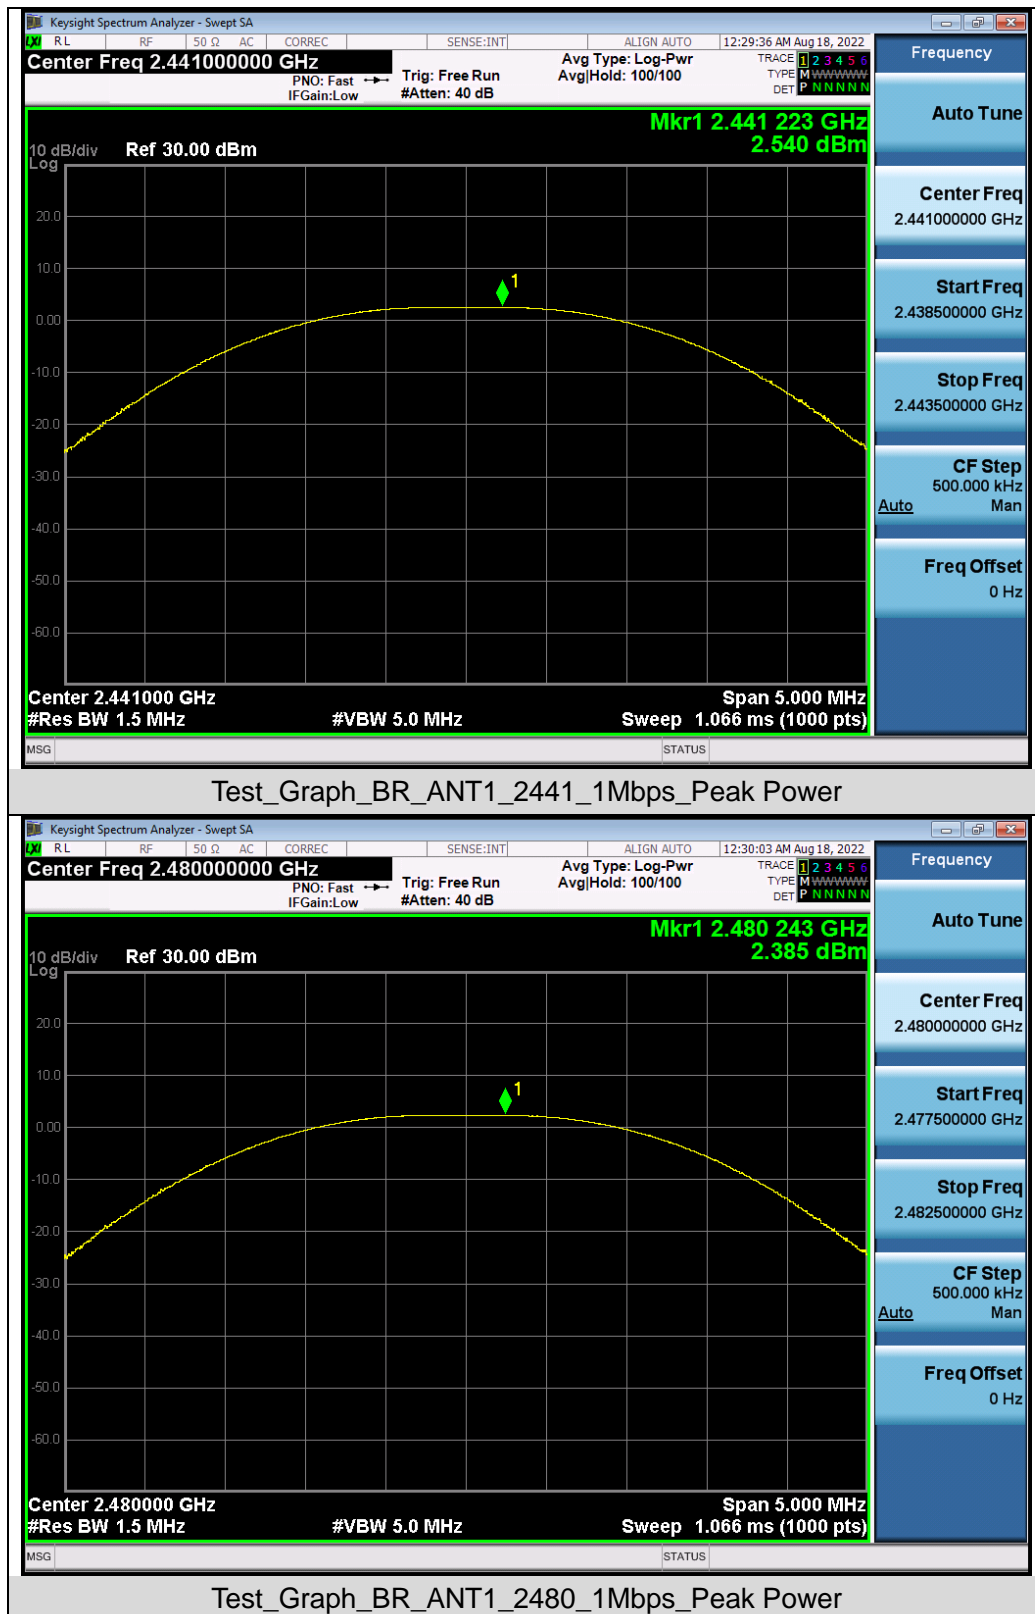 Keysight Spectrum Analyzer - Swept SA
LXI RL RF 50 Ω AC CORREC SENSE:INT ALIGN AUTO 12:29:36 AM Aug 18, 2022
Center Freq 2.441000000 GHz
PNO: Fast
IFGain:Low
Trig: Free Run
#Atten: 40 dB
Avg Type: Log-Pwr
Avg|Hold: 100/100
TRACE 1 2 3 4 5 6
TYPE M WWWWW
DET P N N N N N
Mkr1 2.441 223 GHz
2.540 dBm
10 dB/div
Log
Ref 30.00 dBm
20.0
10.0
0.00
-10.0
-20.0
-30.0
-40.0
-50.0
-60.0
1
Center 2.441000 GHz
Span 5.000 MHz
#Res BW 1.5 MHz
#VBW 5.0 MHz
Sweep 1.066 ms (1000 pts)
MSG
STATUS
Frequency
Auto Tune
Center Freq
2.441000000 GHz
Start Freq
2.438500000 GHz
Stop Freq
2.443500000 GHz
CF Step
500.000 kHz
Auto Man
Freq Offset
0 Hz
Test_Graph_BR_ANT1_2441_1Mbps_Peak Power
Keysight Spectrum Analyzer - Swept SA
LXI RL RF 50 Ω AC CORREC SENSE:INT ALIGN AUTO 12:30:03 AM Aug 18, 2022
Center Freq 2.480000000 GHz
PNO: Fast
IFGain:Low
Trig: Free Run
#Atten: 40 dB
Avg Type: Log-Pwr
Avg|Hold: 100/100
TRACE 1 2 3 4 5 6
TYPE M WWWWW
DET P N N N N N
Mkr1 2.480 243 GHz
2.385 dBm
10 dB/div
Log
Ref 30.00 dBm
20.0
10.0
0.00
-10.0
-20.0
-30.0
-40.0
-50.0
-60.0
1
Center 2.480000 GHz
Span 5.000 MHz
#Res BW 1.5 MHz
#VBW 5.0 MHz
Sweep 1.066 ms (1000 pts)
MSG
STATUS
Frequency
Auto Tune
Center Freq
2.480000000 GHz
Start Freq
2.477500000 GHz
Stop Freq
2.482500000 GHz
CF Step
500.000 kHz
Auto Man
Freq Offset
0 Hz
Test_Graph_BR_ANT1_2480_1Mbps_Peak Power